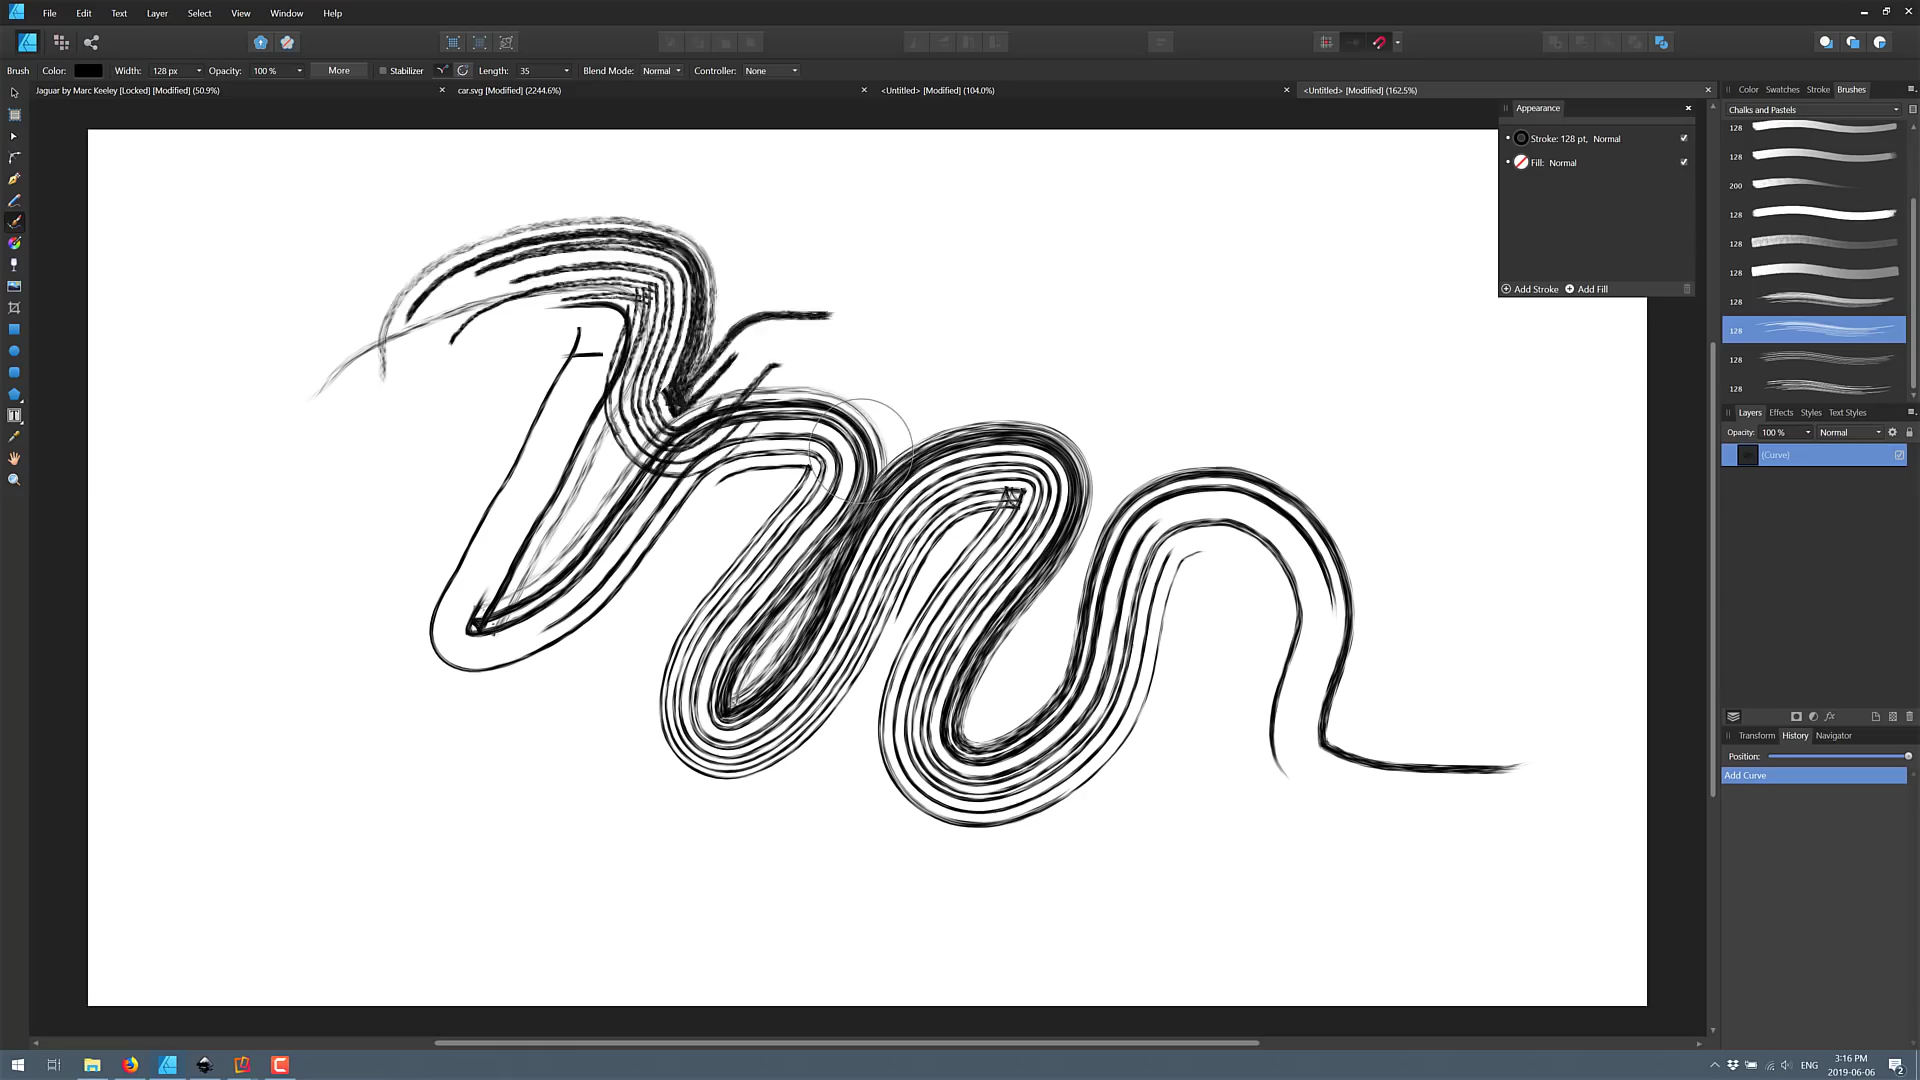 File Edit Text Layer Select View Window Help
Brush Color: Width: 128 px Opacity: 100 % More Stabilizer Length: 35 Blend Mode: Normal Controller: None
Jaguar by Marc Keeley [Locked] [Modified] (50.9%) car.svg [Modified] (2244.6%) <Untitled> [Modified] (104.0%) <Untitled> [Modified] (162.5%)
Color Swatches Stroke Brushes
Chalks and Pastels
128
128
200
128
128
128
128
128
128
128
Appearance
Stroke: 128 pt, Normal
Fill: Normal
Add Stroke Add Fill
Layers Effects Styles Text Styles
Opacity: 100 % Normal
(Curve)
Transform History Navigator
Position:
Add Curve
ENG 3:16 PM
2019-06-06
2